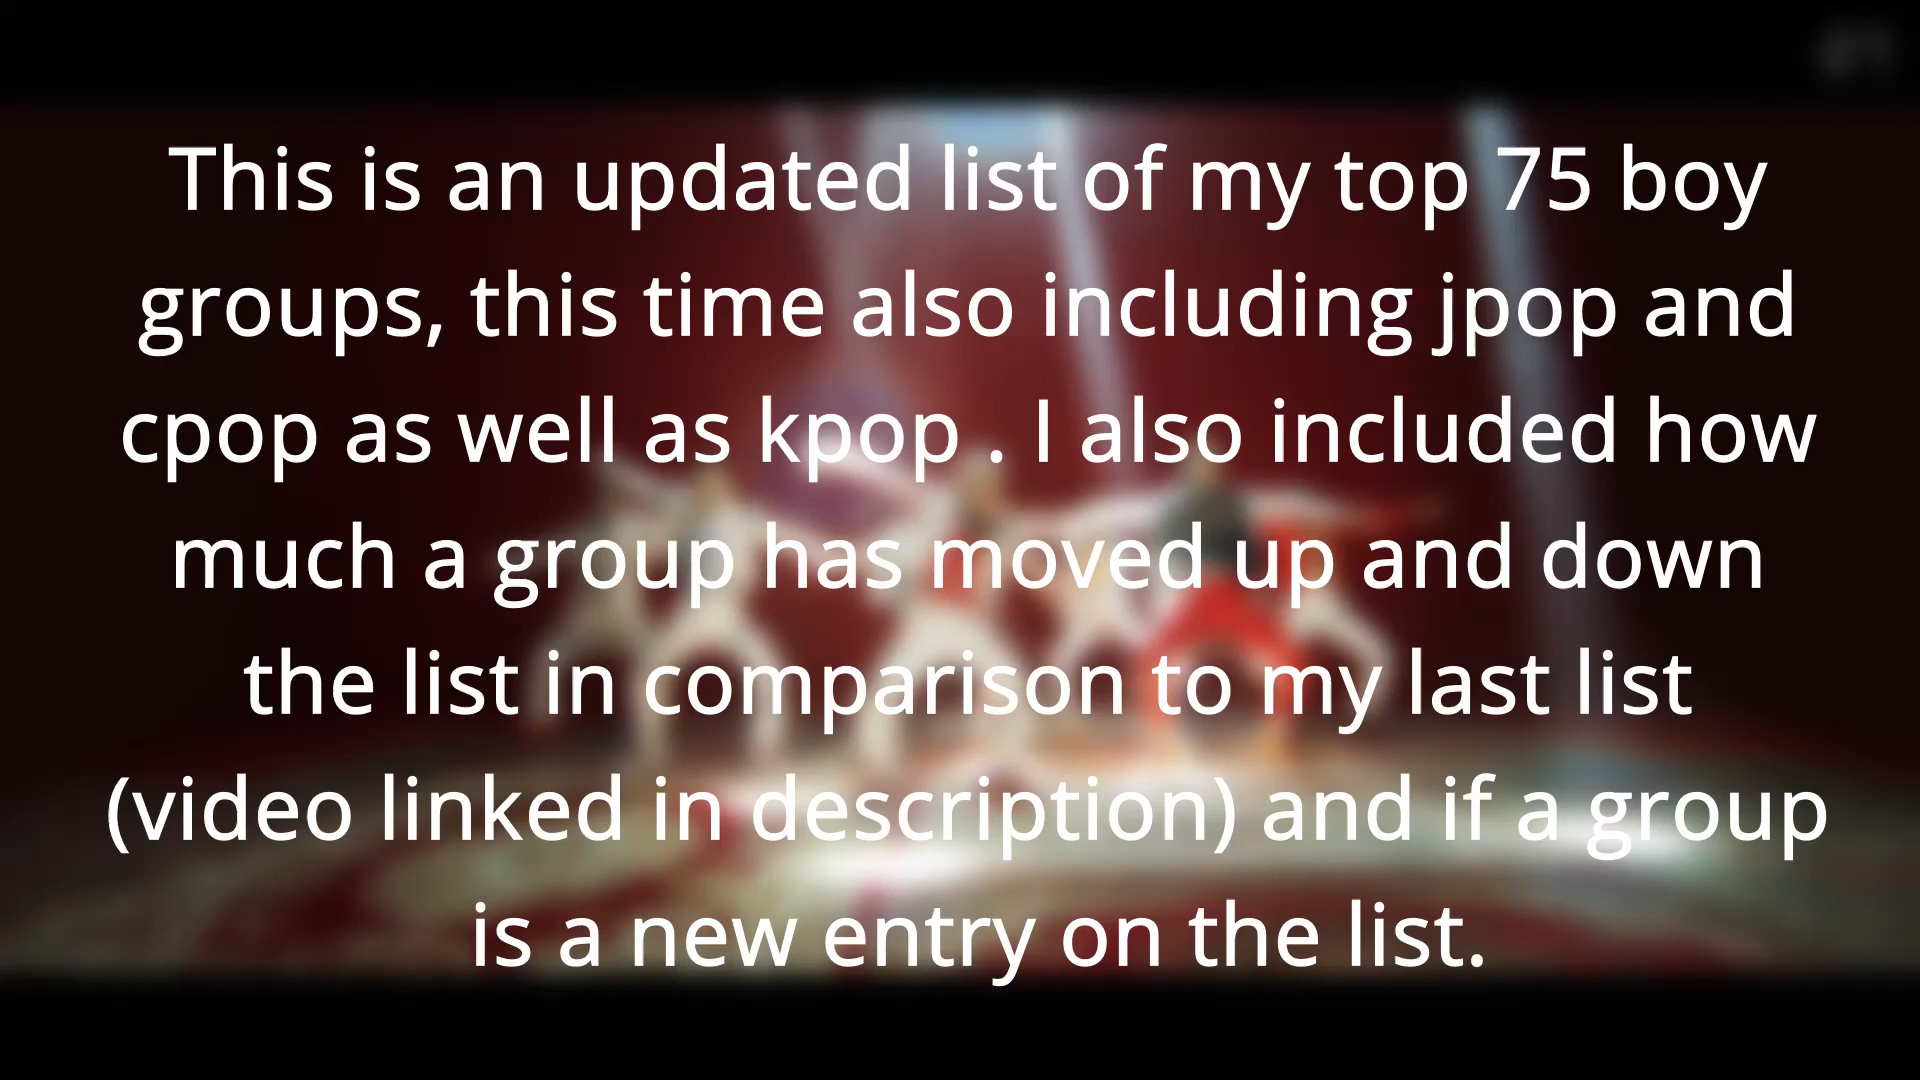 This is an updated list of my top 75 boy
groups, this time also including jpop and
cpop as well as kpop . I also included how
much a group has moved up and down
the list in comparison to my last list
(video linked in description) and if a group
is a new entry on the list.